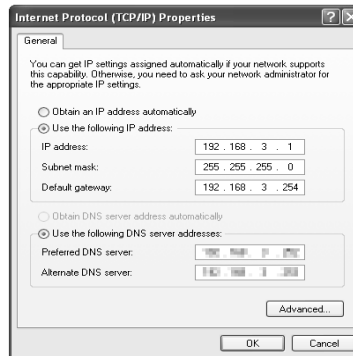 Internet Protocol (TCP/IP) Properties
General
You can get IP settings assigned automatically if your network supports
this capability. Otherwise, you need to ask your network administrator for
the appropriate IP settings.
Obtain an IP address automatically
Use the following IP address:
IP address: 192 . 168 . 3 . 1
Subnet mask: 255 . 255 . 255 . 0
Default gateway: 192 . 168 . 3 . 254
Obtain DNS server address automatically
Use the following DNS server addresses:
Preferred DNS server:
Alternate DNS server:
Advanced...
OK Cancel